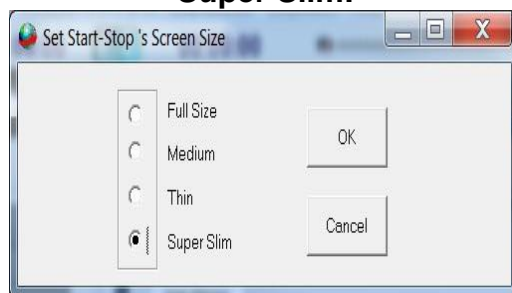 Super Slim.
Set Start-Stop 's Screen Size
Full Size
Medium
Thin
Super Slim
OK
Cancel